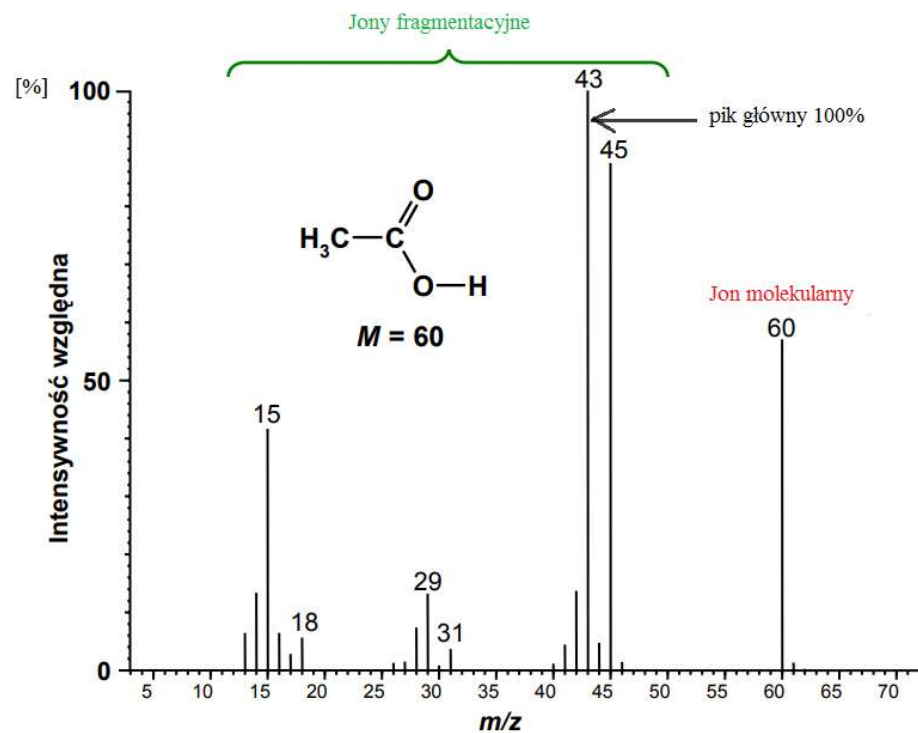 Jony fragmentacyjne
[%]
100
43
pik główny 100%
45
O
H₃C C
O H
M = 60
Jon molekularny
60
Intensywność względna
50
15
29
18
31
0
5 10 15 20 25 30 35 40 45 50 55 60 65 70
m/z